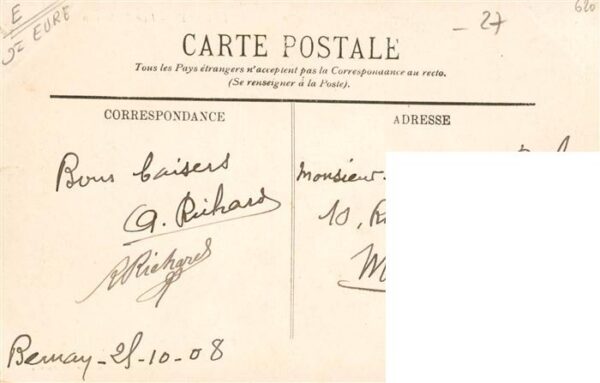 E
27 EURE
- 27
620
CARTE POSTALE
Tous les Pays étrangers n'acceptent pas la Correspondance au recto.
(Se renseigner à la Poste).
CORRESPONDANCE
ADRESSE
Bons baisers
A. Richard
R Richard
Bernay - 25-10-08
Monsieur
10, R
M